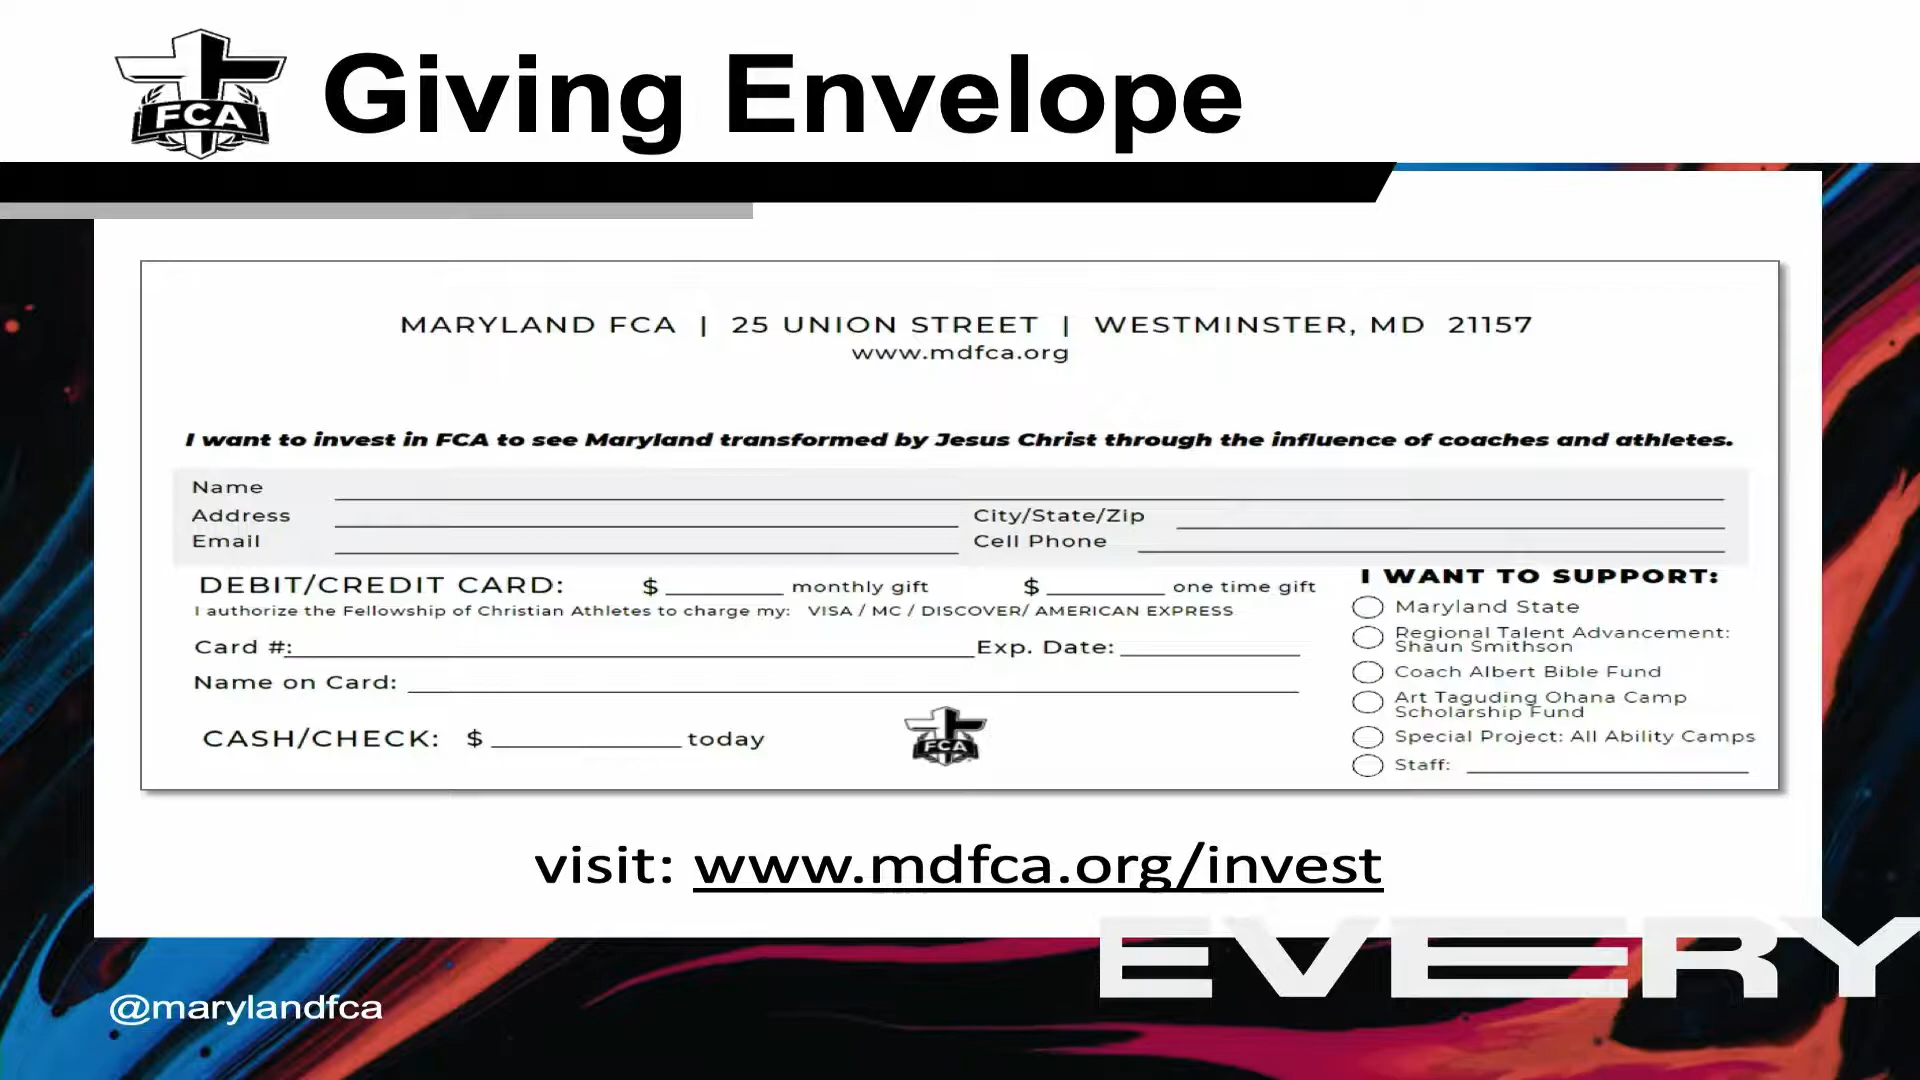 FCA
Giving Envelope
MARYLAND FCA | 25 UNION STREET | WESTMINSTER, MD 21157
www.mdfca.org
I want to invest in FCA to see Maryland transformed by Jesus Christ through the influence of coaches and athletes.
Name
Address City/State/Zip
Email Cell Phone
DEBIT/CREDIT CARD: $ ________ monthly gift $ ________ one time gift
I authorize the Fellowship of Christian Athletes to charge my: VISA / MC / DISCOVER/ AMERICAN EXPRESS
Card #: Exp. Date:
Name on Card:
CASH/CHECK: $ ________ today
FCA
I WANT TO SUPPORT:
Maryland State
Regional Talent Advancement:
Shaun Smithson
Coach Albert Bible Fund
Art Taguding Ohana Camp
Scholarship Fund
Special Project: All Ability Camps
Staff:
visit: www.mdfca.org/invest
EVERY
@marylandfca